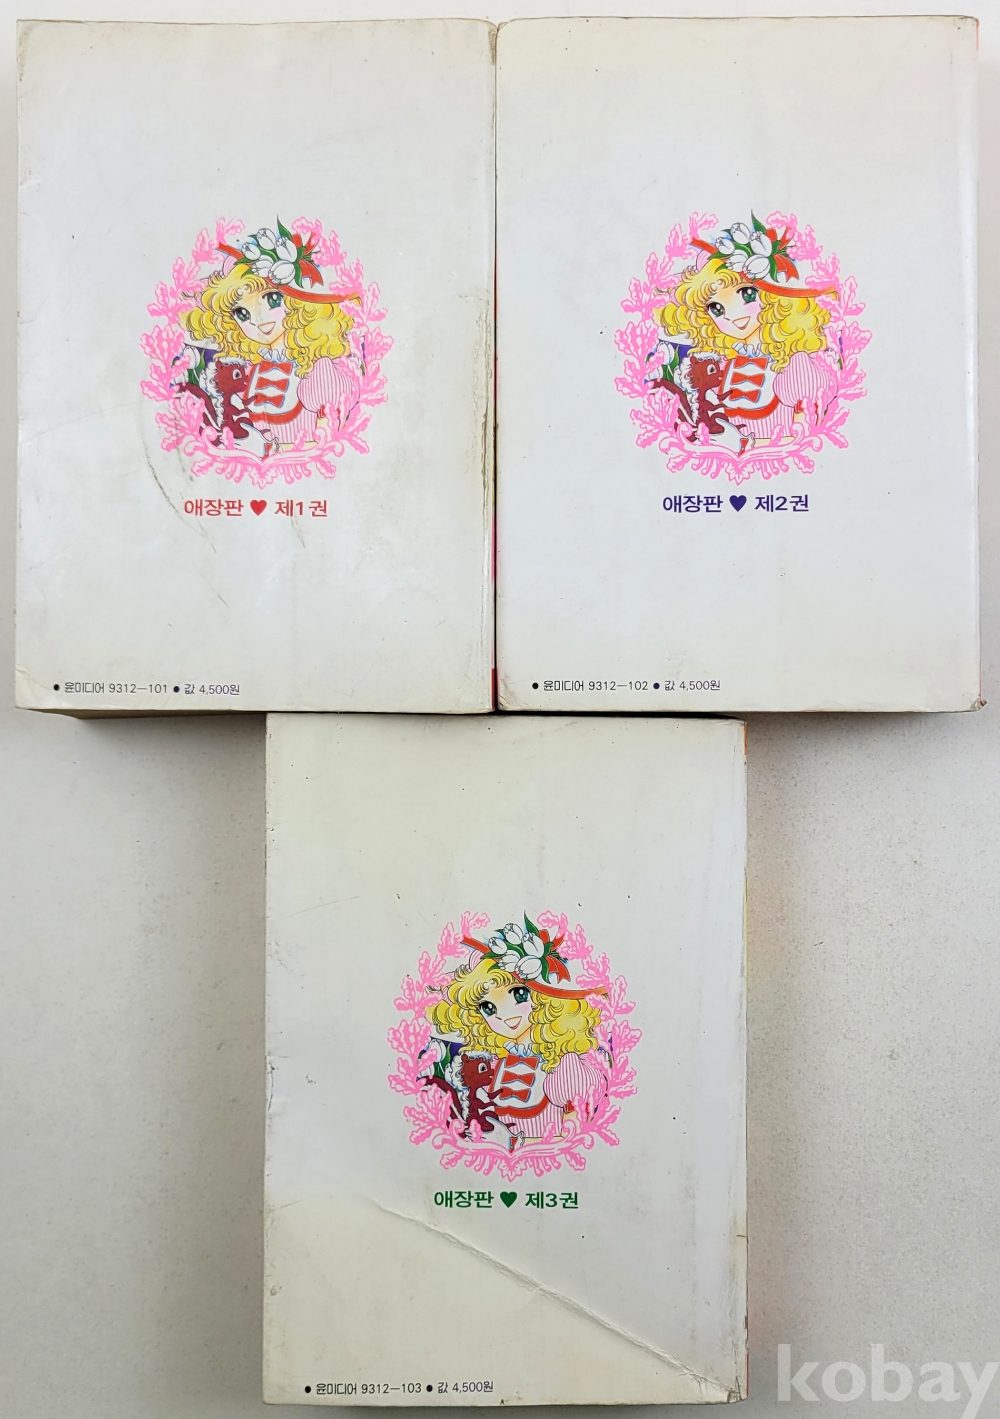 애장판 ♥ 제1권
● 윤미디어 9312-101 ● 값 4,500원
애장판 ♥ 제2권
● 윤미디어 9312-102 ● 값 4,500원
애장판 ♥ 제3권
● 윤미디어 9312-103 ● 값 4,500원
kobay